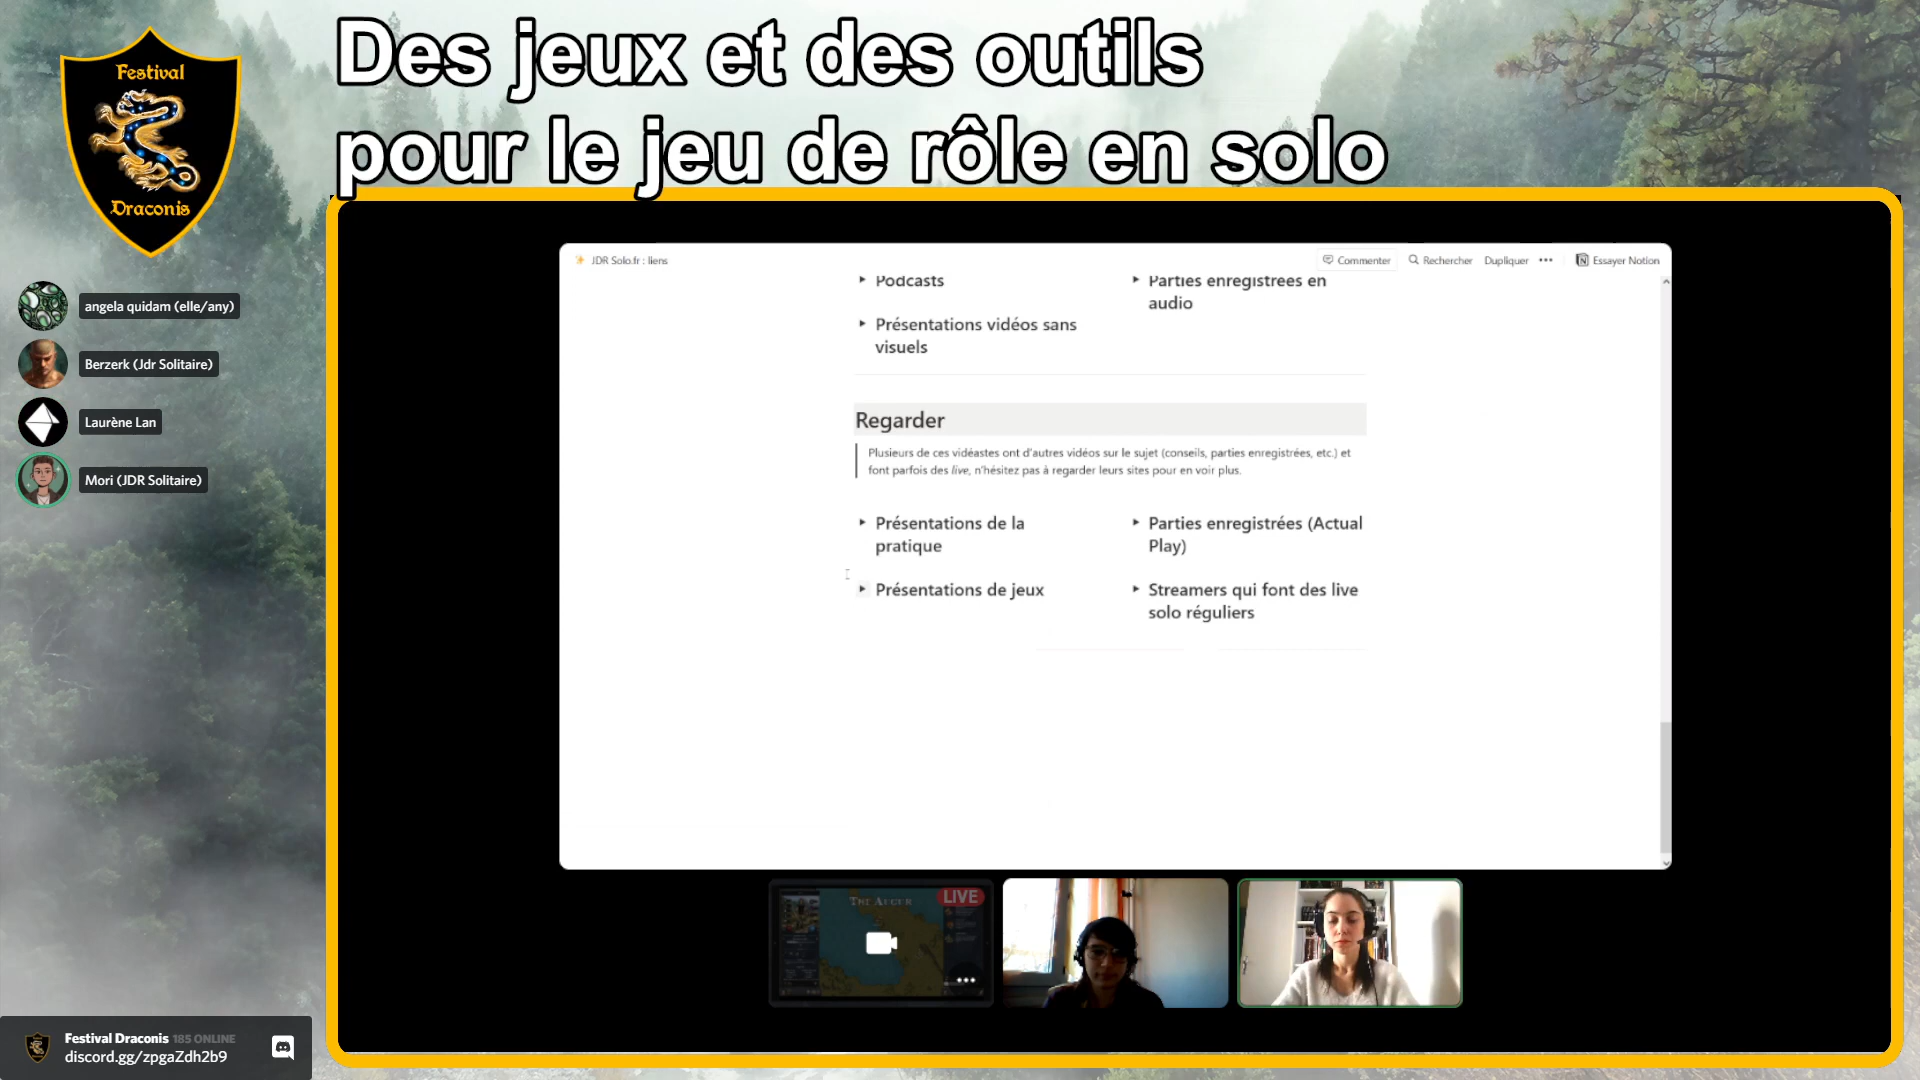 Festival
Draconis
Des jeux et des outils
pour le jeu de rôle en solo
angela quidam (elle/any)
Berzerk (Jdr Solitaire)
Laurène Lan
Mori (JDR Solitaire)
JDR Solo.fr : liens
Commenter
Rechercher
Dupliquer
•••
Essayer Notion
Podcasts
Présentations vidéos sans
visuels
Parties enregistrées en
audio
Regarder
Plusieurs de ces vidéastes ont d'autres vidéos sur le sujet (conseils, parties enregistrées, etc.) et
font parfois des live, n'hésitez pas à regarder leurs sites pour en voir plus.
Présentations de la
pratique
Présentations de jeux
Parties enregistrées (Actual
Play)
Streamers qui font des live
solo réguliers
The Augur
LIVE
Festival Draconis 185 ONLINE
discord.gg/zpgaZdh2b9